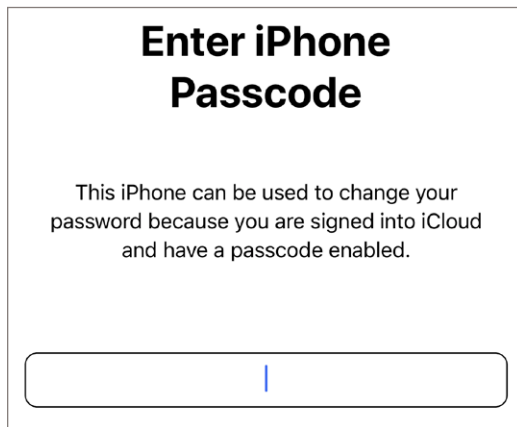 Enter iPhone
Passcode
This iPhone can be used to change your
password because you are signed into iCloud
and have a passcode enabled.